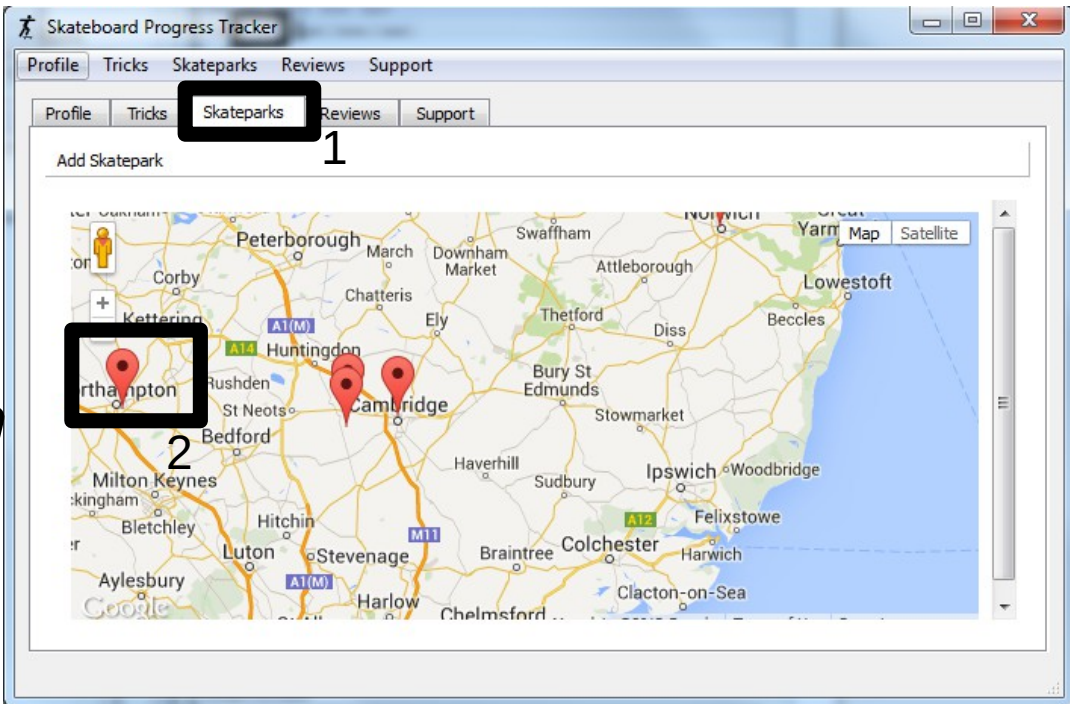 Skateboard Progress Tracker
Profile Tricks Skateparks Reviews Support
Profile Tricks Skateparks Reviews Support
1
Add Skatepark
Norwich
Swaffham
Map Satellite
Peterborough
March
Downham
Market
Attleborough
Corby
Lowestoft
Chatteris
Kettering
Ely
Thetford
Diss
Beccles
A1(M)
A14
Huntingdon
Bury St
Edmunds
Rushden
St Neots
Cambridge
Stowmarket
2
Bedford
Haverhill
Sudbury
Ipswich
Woodbridge
Milton Keynes
kingham
Bletchley
Hitchin
A12
Felixstowe
M11
Luton
Stevenage
Braintree
Colchester
Harwich
Aylesbury
A1(M)
Clacton-on-Sea
Google
Harlow
Chelmsford